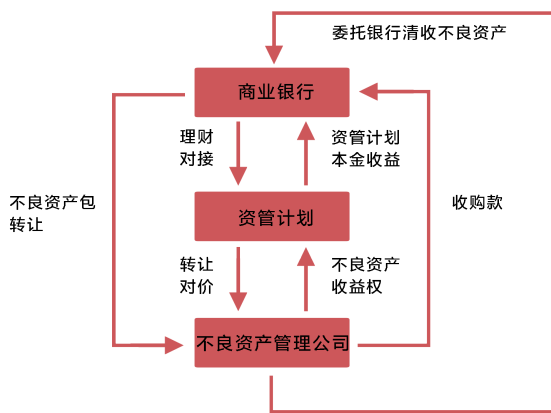 委托银行清收不良资产
商业银行
理财
对接
资管计划
本金收益
不良资产包
转让
收购款
资管计划
转让
对价
不良资产
收益权
不良资产管理公司